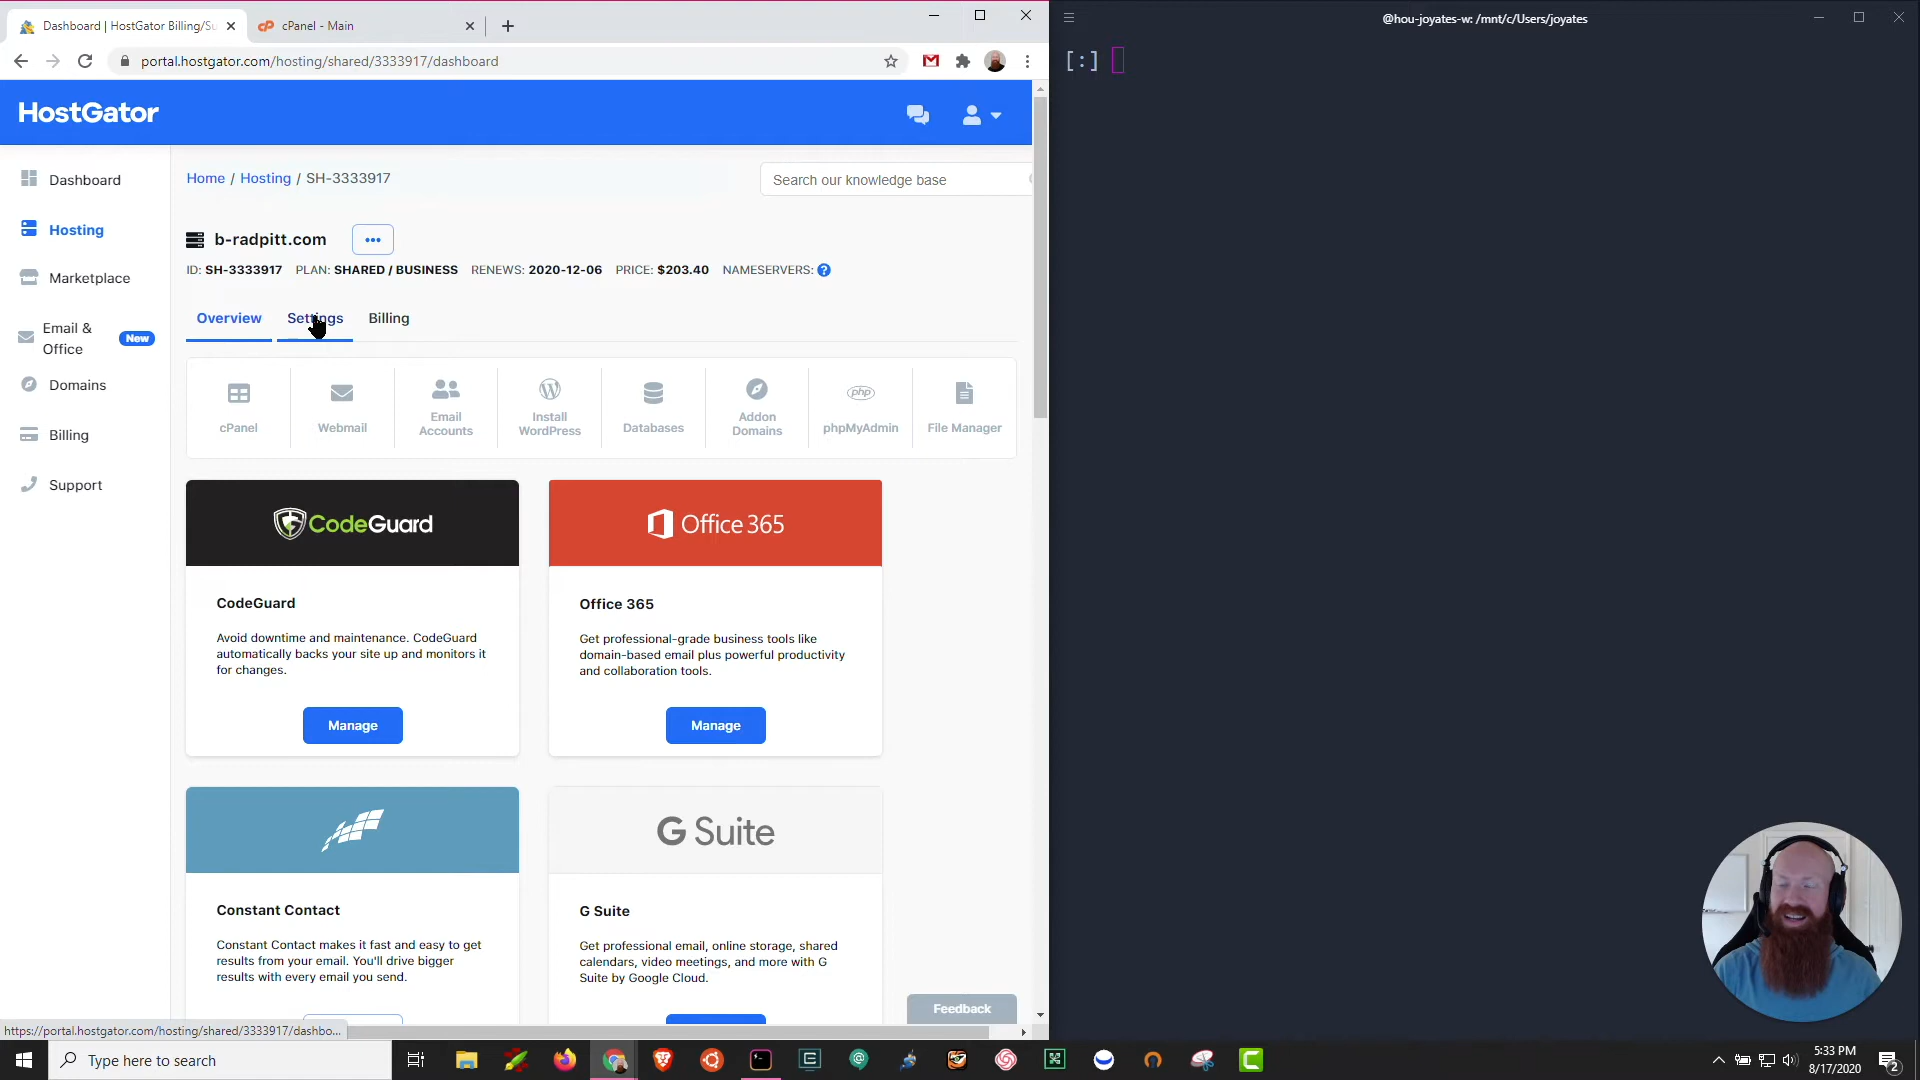 Dashboard | HostGator Billing/Su
cPanel - Main
@hou-joyates-w: /mnt/c/Users/joyates
portal.hostgator.com/hosting/shared/3333917/dashboard
[:]
HostGator
Dashboard
Hosting
Marketplace
Email &
Office
New
Domains
Billing
Support
Home / Hosting / SH-3333917
Search our knowledge base
b-radpitt.com
•••
ID: SH-3333917 PLAN: SHARED / BUSINESS RENEWS: 2020-12-06 PRICE: $203.40 NAMESERVERS: ?
Overview Settings Billing
cPanel
Webmail
Email
Accounts
Install
WordPress
Databases
Addon
Domains
php
phpMyAdmin
File Manager
CodeGuard
CodeGuard
Avoid downtime and maintenance. CodeGuard
automatically backs your site up and monitors it
for changes.
Manage
Office 365
Office 365
Get professional-grade business tools like
domain-based email plus powerful productivity
and collaboration tools.
Manage
Constant Contact
Constant Contact makes it fast and easy to get
results from your email. You'll drive bigger
results with every email you send.
G Suite
G Suite
Get professional email, online storage, shared
calendars, video meetings, and more with G
Suite by Google Cloud.
Feedback
https://portal.hostgator.com/hosting/shared/3333917/dashbo...
Type here to search
5:33 PM
8/17/2020
2